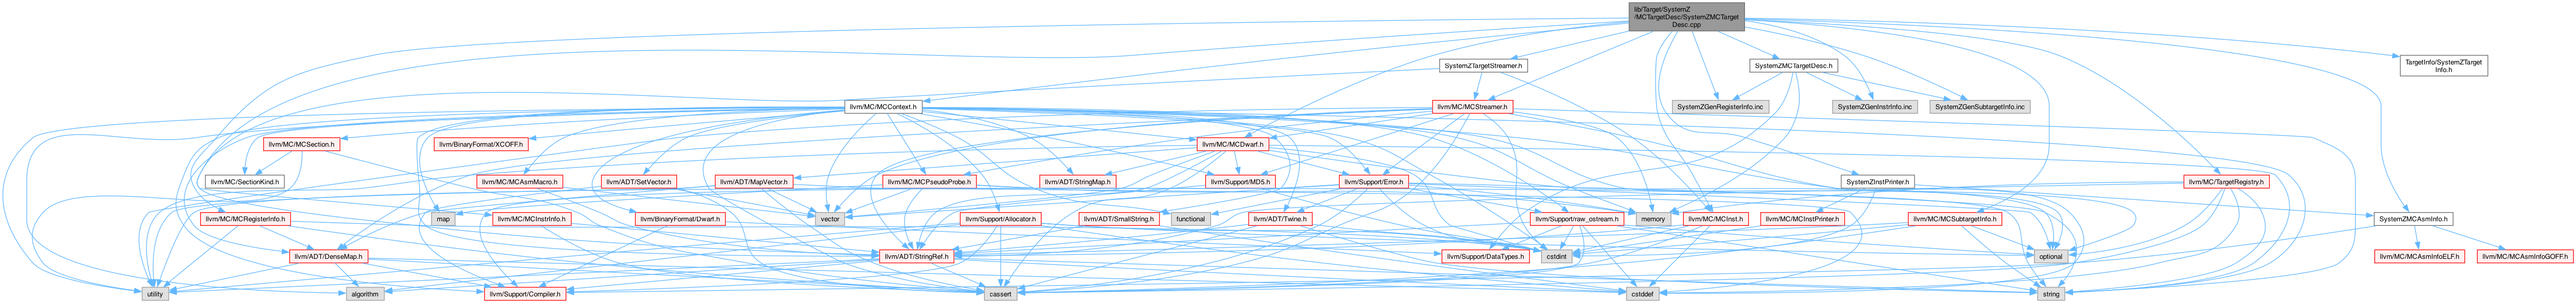 lib/Target/SystemZ
/MCTargetDesc/SystemZMCTarget
Desc.cpp
SystemZTargetStreamer.h
SystemZMCTargetDesc.h
TargetInfo/SystemZTarget
Info.h
llvm/MC/MCContext.h
llvm/MC/MCStreamer.h
SystemZGenRegisterInfo.inc
SystemZGenInstrInfo.inc
SystemZGenSubtargetInfo.inc
llvm/MC/MCSection.h
llvm/BinaryFormat/XCOFF.h
llvm/MC/MCDwarf.h
llvm/MC/SectionKind.h
llvm/MC/MCAsmMacro.h
llvm/ADT/SetVector.h
llvm/ADT/MapVector.h
llvm/MC/MCPseudoProbe.h
llvm/ADT/StringMap.h
llvm/Support/MD5.h
llvm/Support/Error.h
SystemZInstPrinter.h
llvm/MC/TargetRegistry.h
llvm/MC/MCRegisterInfo.h
map
llvm/MC/MCInstrInfo.h
llvm/BinaryFormat/Dwarf.h
vector
llvm/Support/Allocator.h
llvm/ADT/SmallString.h
functional
llvm/ADT/Twine.h
llvm/Support/raw_ostream.h
memory
llvm/MC/MCInst.h
llvm/MC/MCInstPrinter.h
llvm/MC/MCSubtargetInfo.h
SystemZMCAsmInfo.h
llvm/ADT/DenseMap.h
llvm/ADT/StringRef.h
cstdint
llvm/Support/DataTypes.h
optional
llvm/MC/MCAsmInfoELF.h
llvm/MC/MCAsmInfoGOFF.h
utility
algorithm
llvm/Support/Compiler.h
cassert
cstddef
string